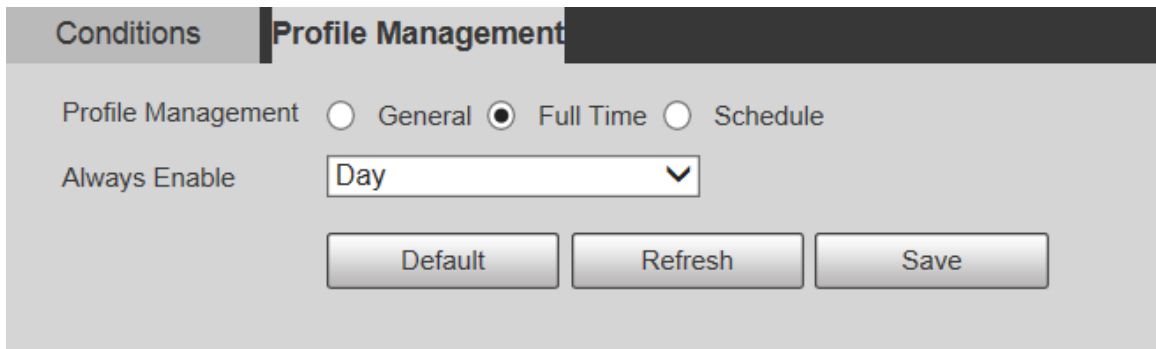 Conditions Profile Management
Profile Management General Full Time Schedule
Always Enable Day
Default Refresh Save